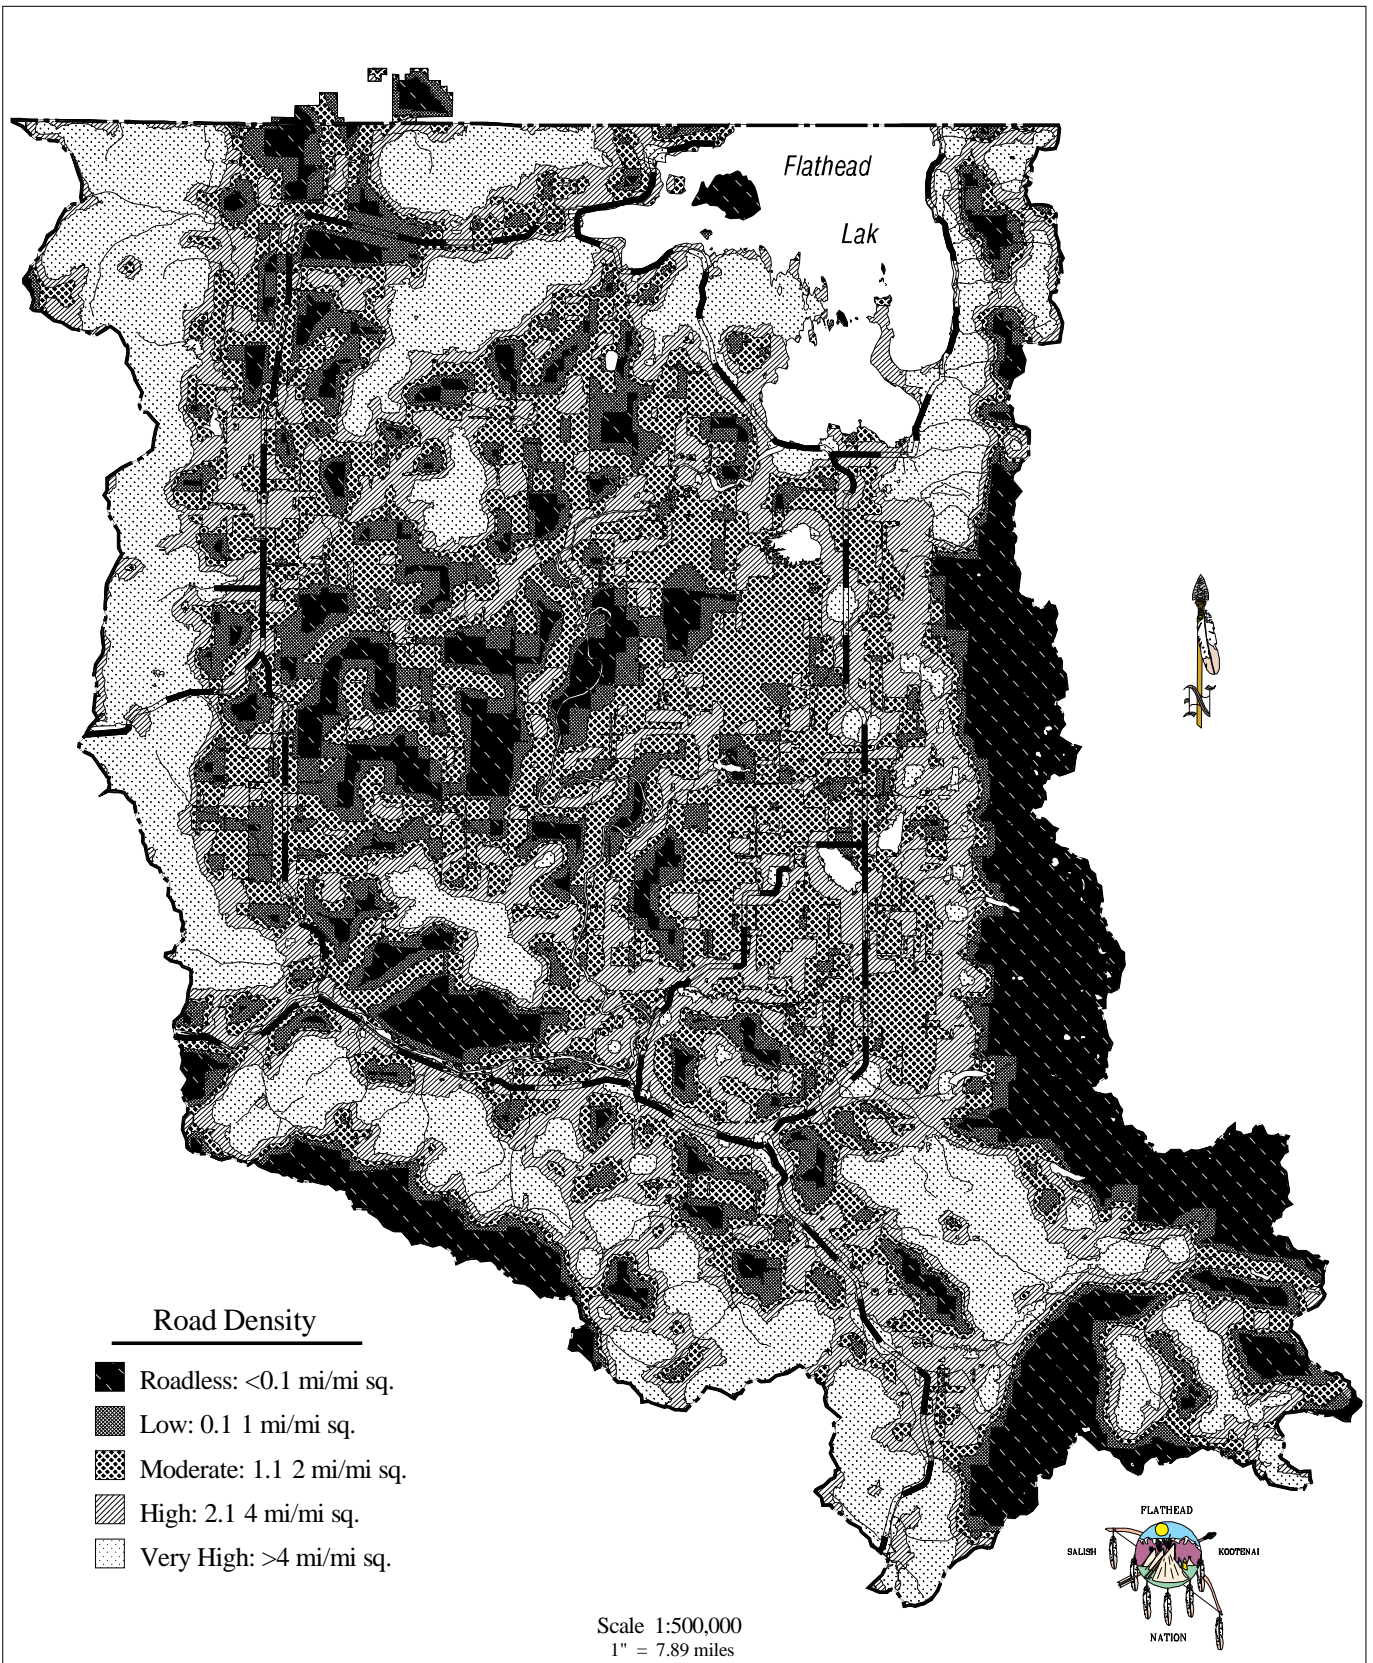 Flathead
Lak
Road Density
Roadless: <0.1 mi/mi sq.
Low: 0.1 1 mi/mi sq.
Moderate: 1.1 2 mi/mi sq.
High: 2.1 4 mi/mi sq.
Very High: >4 mi/mi sq.
Scale 1:500,000
1" = 7.89 miles
N
FLATHEAD
SALISH KOOTENAI
NATION